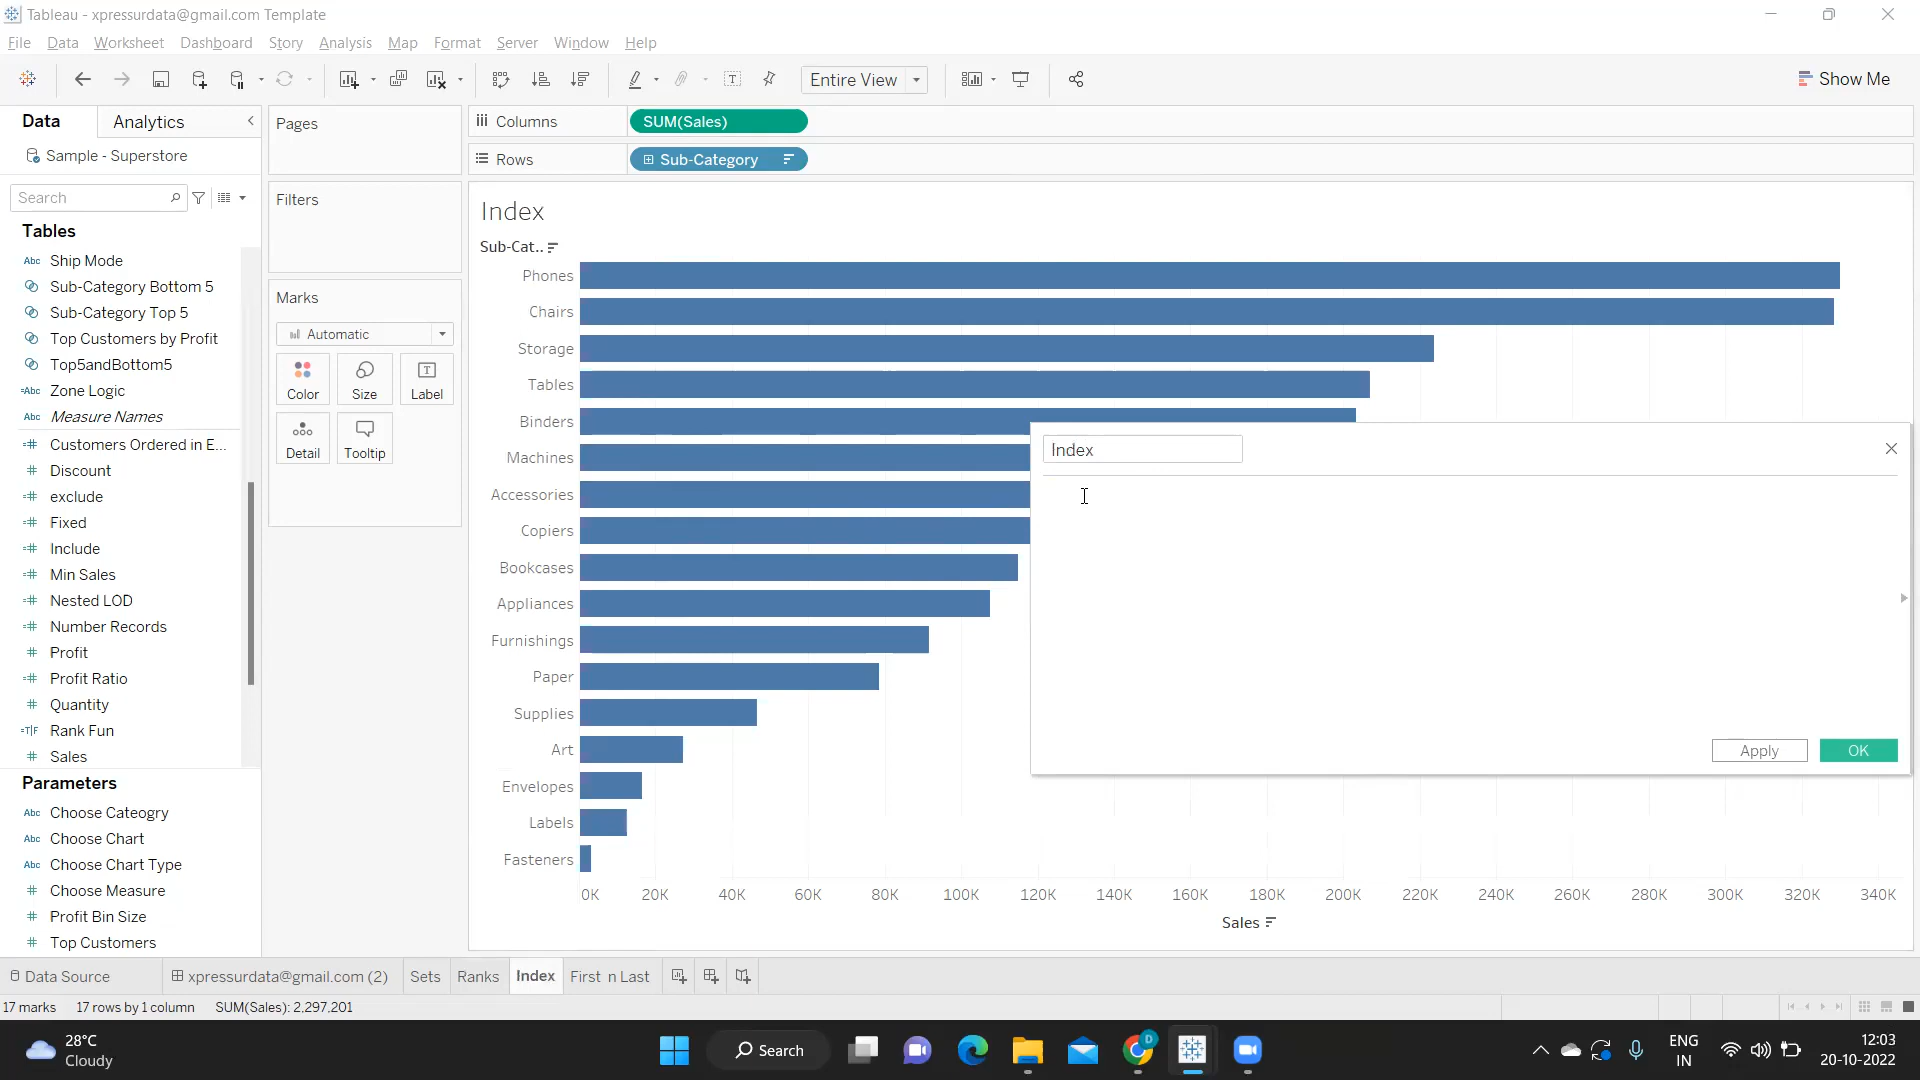 Tableau - xpressurdata@gmail.com Template
File Data Worksheet Dashboard Story Analysis Map Format Server Window Help
Entire View
Show Me
Data Analytics
Sample - Superstore
Search
Tables
Abc Ship Mode
Sub-Category Bottom 5
Sub-Category Top 5
Top Customers by Profit
Top5andBottom5
=Abc Zone Logic
Abc Measure Names
=# Customers Ordered in E...
# Discount
=# exclude
=# Fixed
=# Include
=# Min Sales
=# Nested LOD
=# Number Records
# Profit
=# Profit Ratio
# Quantity
=T|F Rank Fun
# Sales
Parameters
Abc Choose Cateogry
Abc Choose Chart
Abc Choose Chart Type
# Choose Measure
# Profit Bin Size
# Top Customers
Pages
Filters
Marks
Automatic
Color Size Label
Detail Tooltip
Columns SUM(Sales)
Rows Sub-Category
Index
Sub-Cat..
Phones
Chairs
Storage
Tables
Binders
Machines
Accessories
Copiers
Bookcases
Appliances
Furnishings
Paper
Supplies
Art
Envelopes
Labels
Fasteners
0K 20K 40K 60K 80K 100K 120K 140K 160K 180K 200K 220K 240K 260K 280K 300K 320K 340K
Sales
Index
Apply OK
Data Source xpressurdata@gmail.com (2) Sets Ranks Index First n Last
17 marks 17 rows by 1 column SUM(Sales): 2,297,201
28°C
Cloudy
Search
D
ENG
IN
12:03
20-10-2022